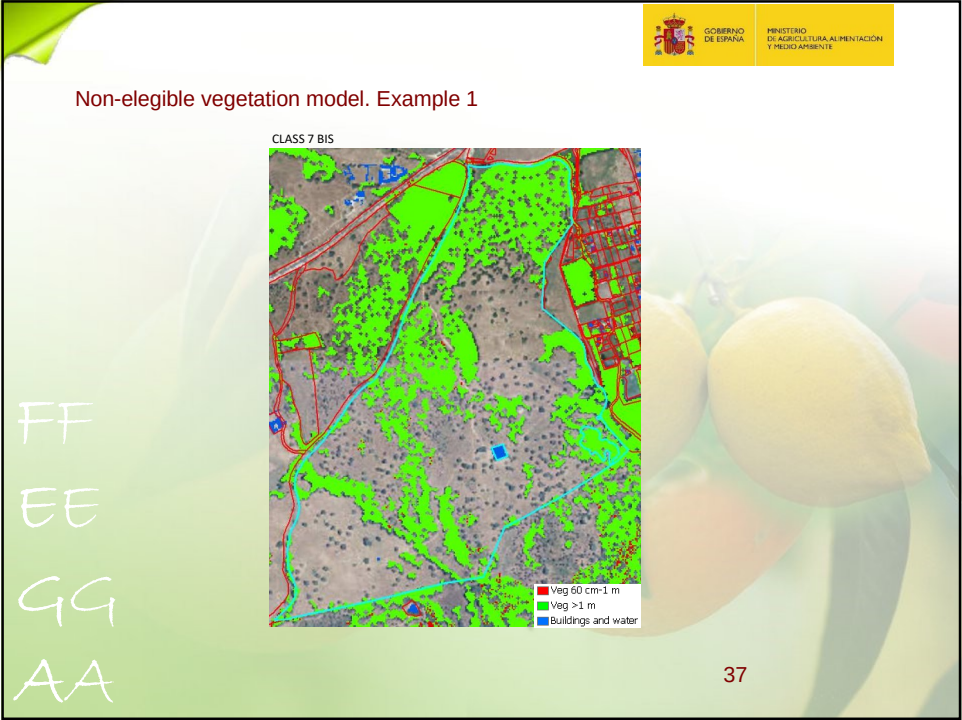 GOBIERNO
DE ESPAÑA
MINISTERIO
DE AGRICULTURA, ALIMENTACIÓN
Y MEDIO AMBIENTE
Non-elegible vegetation model. Example 1
CLASS 7 BIS
Veg 60 cm-1 m
Veg >1 m
Buildings and water
FF
EE
GG
AA
37